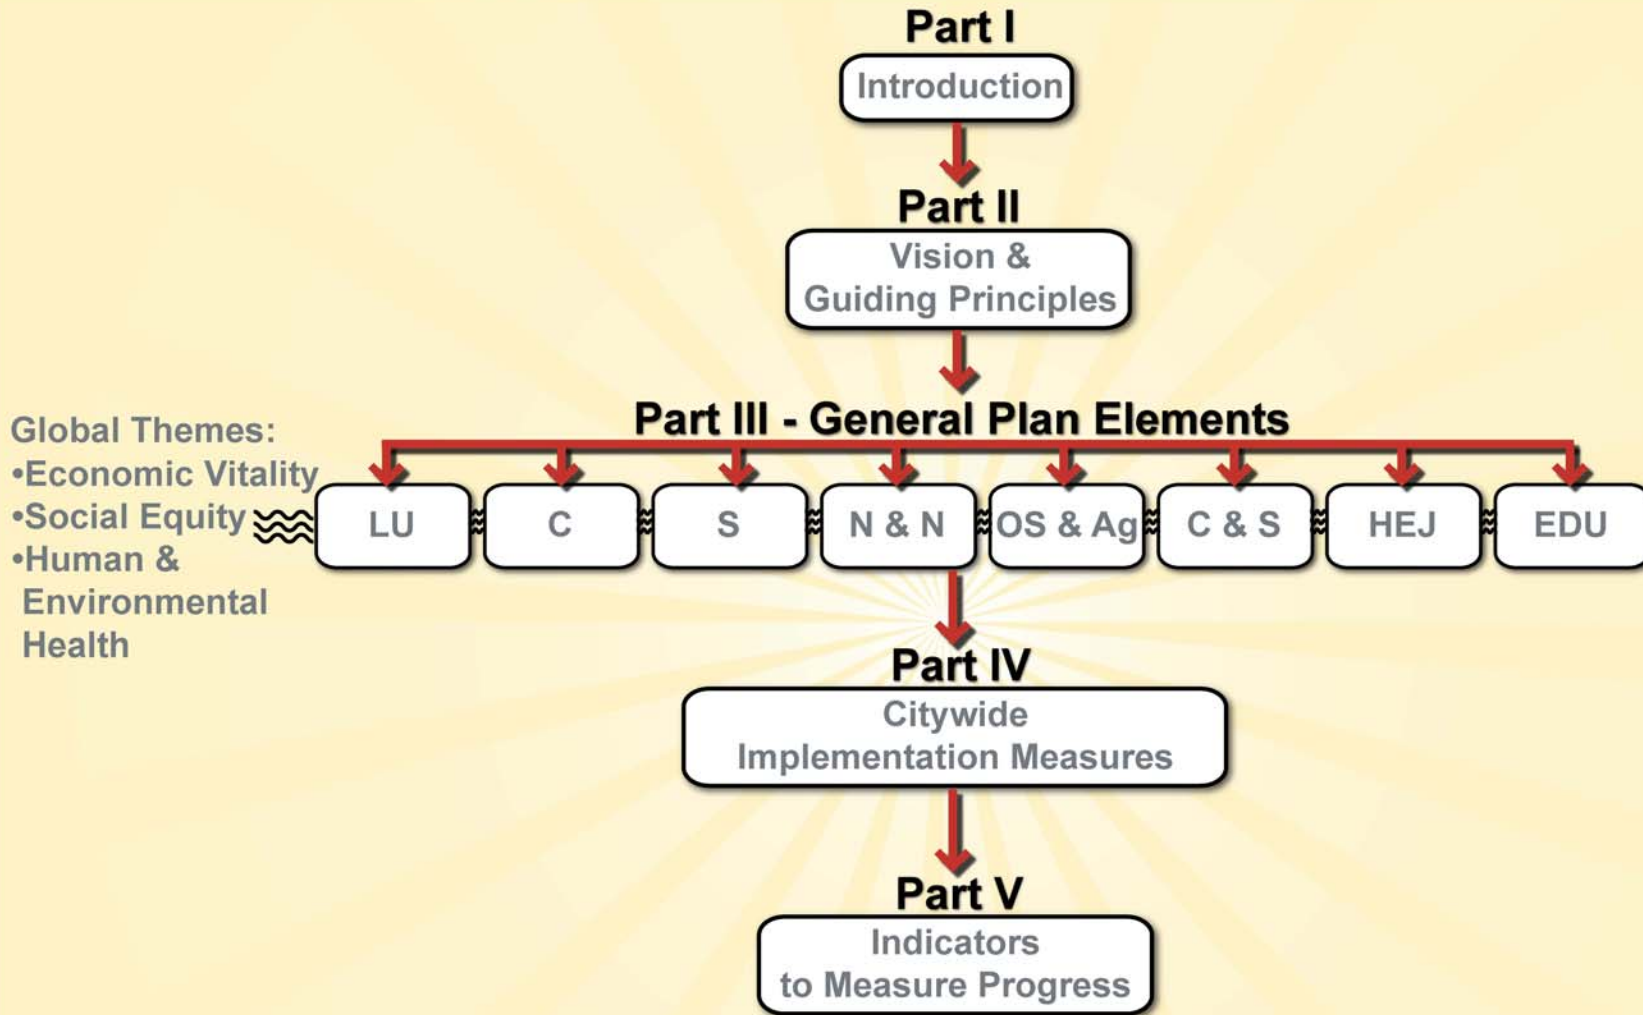 Part I
Introduction
Part II
Vision &
Guiding Principles
Part III - General Plan Elements
Global Themes:
•Economic Vitality
•Social Equity
•Human &
Environmental
Health
LU
C
S
N & N
OS & Ag
C & S
HEJ
EDU
Part IV
Citywide
Implementation Measures
Part V
Indicators
to Measure Progress